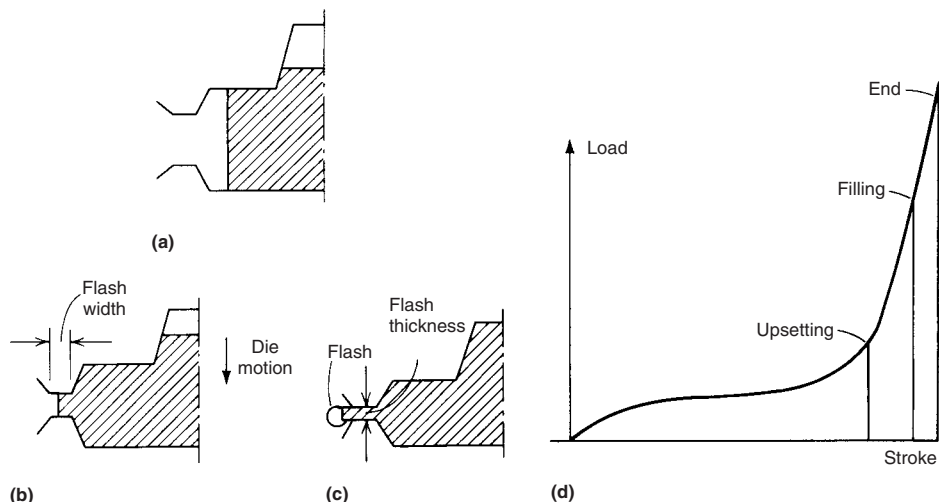 (a)
Flash
width
Die
motion
(b)
Flash
thickness
Flash
(c)
Load
End
Filling
Upsetting
Stroke
(d)